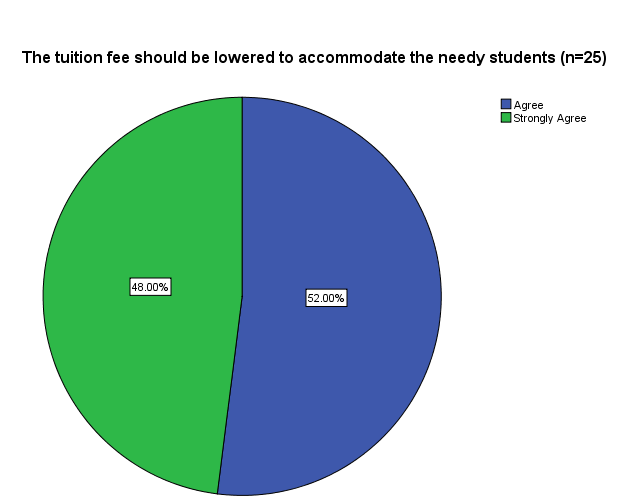 The tuition fee should be lowered to accommodate the needy students (n=25)
Agree
Strongly Agree
48.00%
52.00%